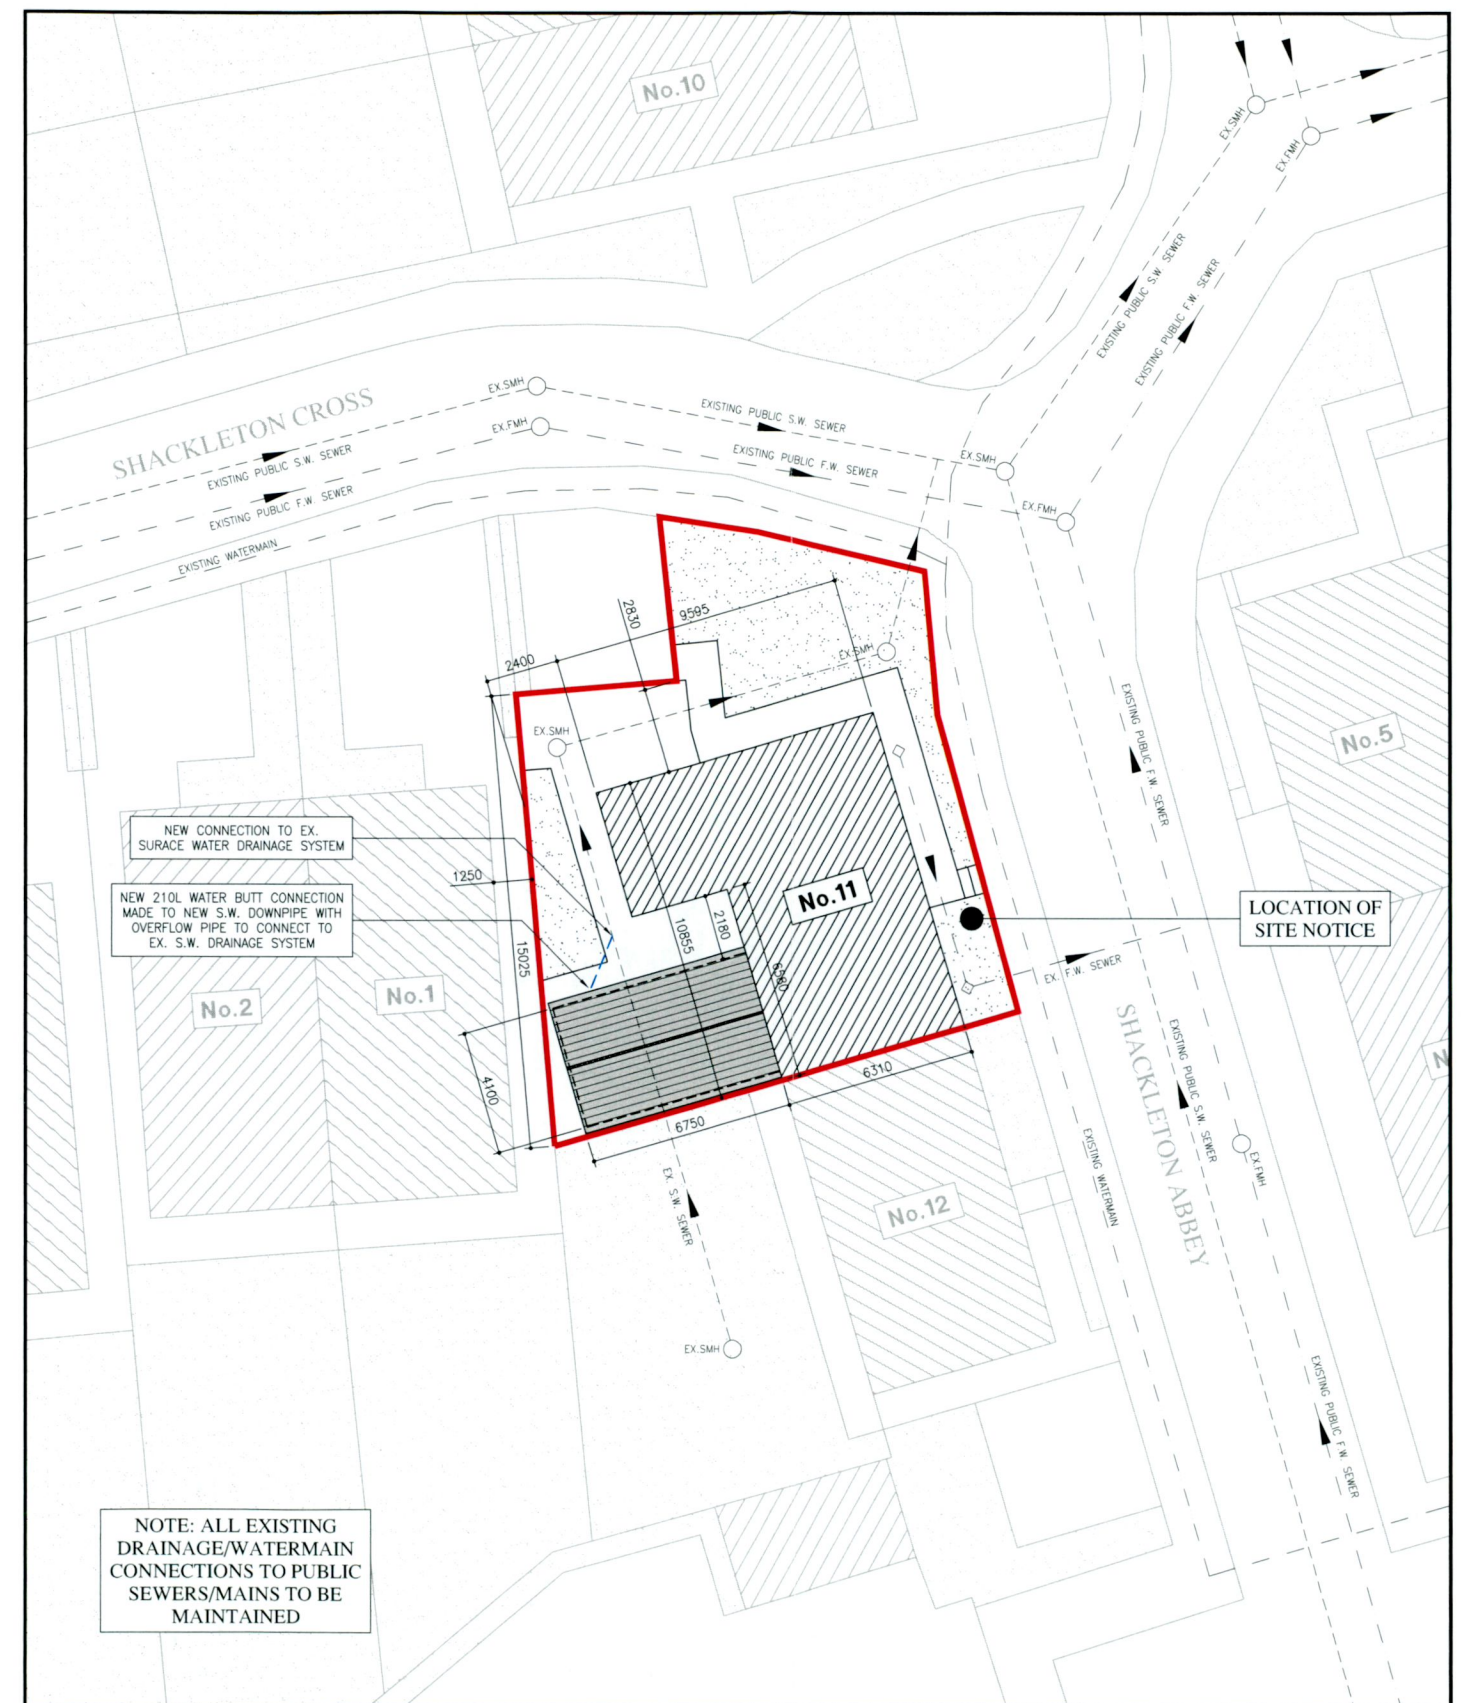 No.10
EX.SMH
EX.FMH
EXISTING PUBLIC S.W. SEWER
EXISTING PUBLIC F.W. SEWER
SHACKLETON CROSS
EX.SMH
EX.FMH
EXISTING PUBLIC S.W. SEWER
EXISTING PUBLIC F.W. SEWER
EXISTING PUBLIC S.W. SEWER
EXISTING PUBLIC F.W. SEWER
EXISTING WATERMAIN
EX.SMH
EX.FMH
2830
9595
2400
EX.SMH
EX.SMH
EXISTING PUBLIC F.W. SEWER
No.5
NEW CONNECTION TO EX.
SURACE WATER DRAINAGE SYSTEM
1250
NEW 210L WATER BUTT CONNECTION
MADE TO NEW S.W. DOWNPIPE WITH
OVERFLOW PIPE TO CONNECT TO
EX. S.W. DRAINAGE SYSTEM
No.11
LOCATION OF
SITE NOTICE
2180
10855
15025
6560
EX. F.W. SEWER
No.2
No.1
4100
6310
6750
SHACKLETON ABBEY
EXISTING PUBLIC S.W. SEWER
N
EX.FMH
EXISTING WATERMAIN
EX. S.W. SEWER
No.12
EX.SMH
EXISTING PUBLIC F.W. SEWER
NOTE: ALL EXISTING
DRAINAGE/WATERMAIN
CONNECTIONS TO PUBLIC
SEWERS/MAINS TO BE
MAINTAINED